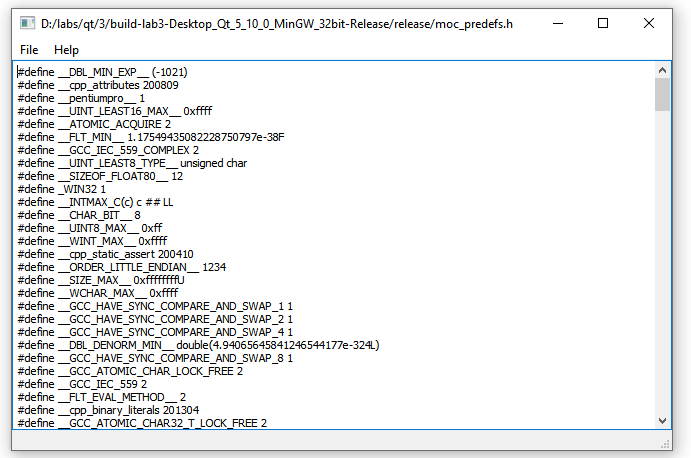 D:/labs/qt/3/build-lab3-Desktop_Qt_5_10_0_MinGW_32bit-Release/release/moc_predefs.h
File Help
#define __DBL_MIN_EXP__ (-1021)
#define __cpp_attributes 200809
#define __pentiumpro__ 1
#define __UINT_LEAST16_MAX__ 0xffff
#define __ATOMIC_ACQUIRE 2
#define __FLT_MIN__ 1.17549435082228750797e-38F
#define __GCC_IEC_559_COMPLEX 2
#define __UINT_LEAST8_TYPE__ unsigned char
#define __SIZEOF_FLOAT80__ 12
#define _WIN32 1
#define __INTMAX_C(c) c ## LL
#define __CHAR_BIT__ 8
#define __UINT8_MAX__ 0xff
#define __WINT_MAX__ 0xffff
#define __cpp_static_assert 200410
#define __ORDER_LITTLE_ENDIAN__ 1234
#define __SIZE_MAX__ 0xffffffffU
#define __WCHAR_MAX__ 0xffff
#define __GCC_HAVE_SYNC_COMPARE_AND_SWAP_1 1
#define __GCC_HAVE_SYNC_COMPARE_AND_SWAP_2 1
#define __GCC_HAVE_SYNC_COMPARE_AND_SWAP_4 1
#define __DBL_DENORM_MIN__ double(4.94065645841246544177e-324L)
#define __GCC_HAVE_SYNC_COMPARE_AND_SWAP_8 1
#define __GCC_ATOMIC_CHAR_LOCK_FREE 2
#define __GCC_IEC_559 2
#define __FLT_EVAL_METHOD__ 2
#define __cpp_binary_literals 201304
#define __GCC_ATOMIC_CHAR32_T_LOCK_FREE 2